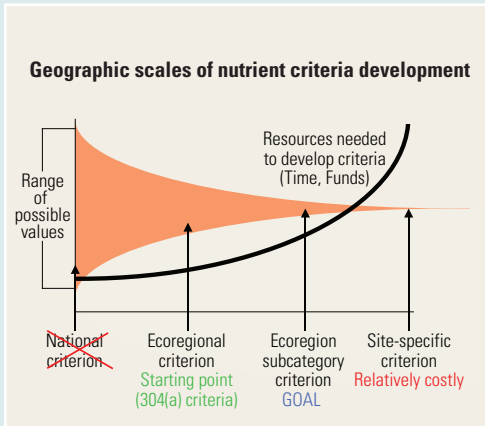 Geographic scales of nutrient criteria development
Resources needed
to develop criteria
(Time, Funds)
Range
of
possible
values
National
criterion
Ecoregional
criterion
Starting point
(304(a) criteria)
Ecoregion
subcategory
criterion
GOAL
Site-specific
criterion
Relatively costly